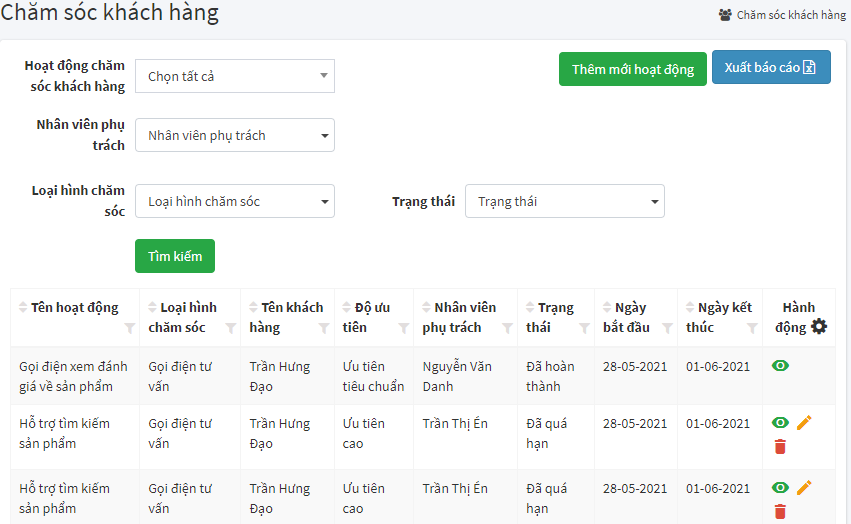 Chăm sóc khách hàng
Chăm sóc khách hàng
Hoạt động chăm
sóc khách hàng
Chọn tất cả
Thêm mới hoạt động
Xuất báo cáo
Nhân viên phụ
trách
Nhân viên phụ trách
Loại hình chăm
sóc
Loại hình chăm sóc
Trạng thái
Trạng thái
Tìm kiếm
Tên hoạt động
Loại hình
chăm sóc
Tên khách
hàng
Độ ưu
tiên
Nhân viên
phụ trách
Trạng
thái
Ngày
bắt đầu
Ngày kết
thúc
Hành
động
Gọi điện xem đánh
giá về sản phẩm
Gọi điện tư
vấn
Trần Hưng
Đạo
Ưu tiên
tiêu chuẩn
Nguyễn Văn
Danh
Đã hoàn
thành
28-05-2021
01-06-2021
Hỗ trợ tìm kiếm
sản phẩm
Gọi điện tư
vấn
Trần Hưng
Đạo
Ưu tiên
cao
Trần Thị Én
Đã quá
hạn
28-05-2021
01-06-2021
Hỗ trợ tìm kiếm
sản phẩm
Gọi điện tư
vấn
Trần Hưng
Đạo
Ưu tiên
cao
Trần Thị Én
Đã quá
hạn
28-05-2021
01-06-2021